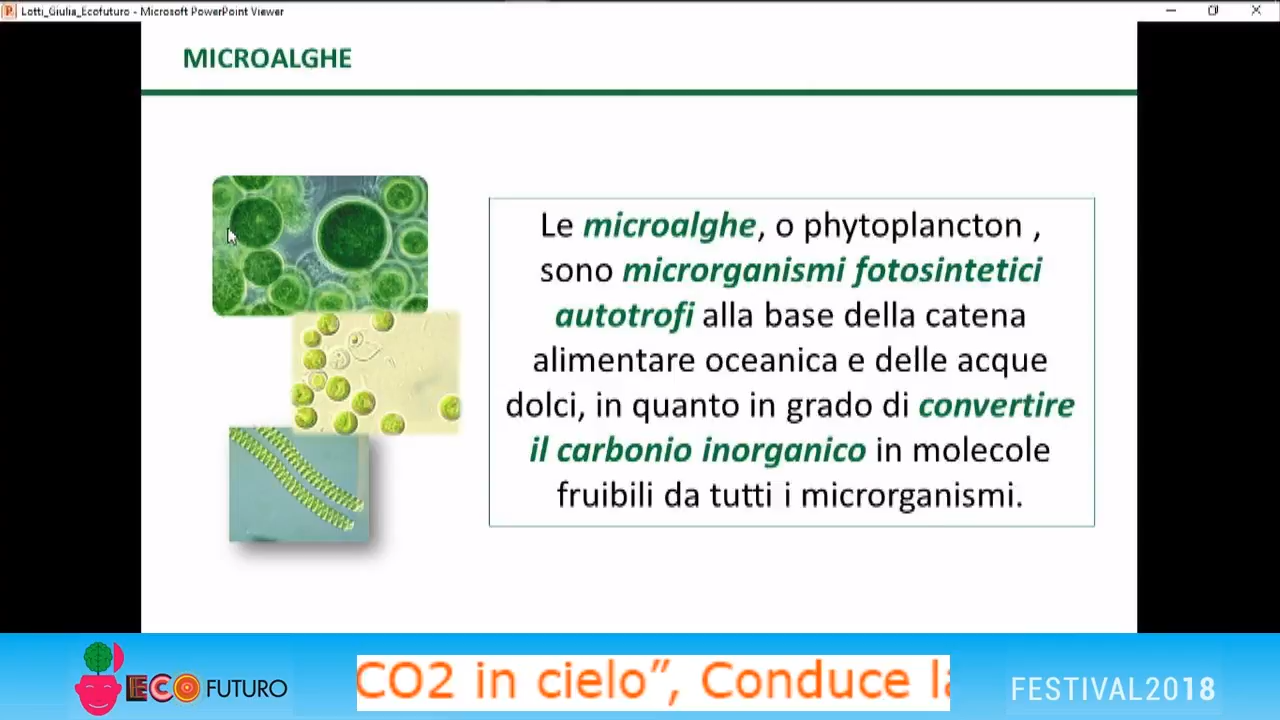 Lotti_Giulia_Ecofuturo - Microsoft PowerPoint Viewer
MICROALGHE
Le microalghe, o phytoplancton ,
sono microrganismi fotosintetici
autotrofi alla base della catena
alimentare oceanica e delle acque
dolci, in quanto in grado di convertire
il carbonio inorganico in molecole
fruibili da tutti i microrganismi.
ECO FUTURO
CO2 in cielo”, Conduce la
FESTIVAL2018